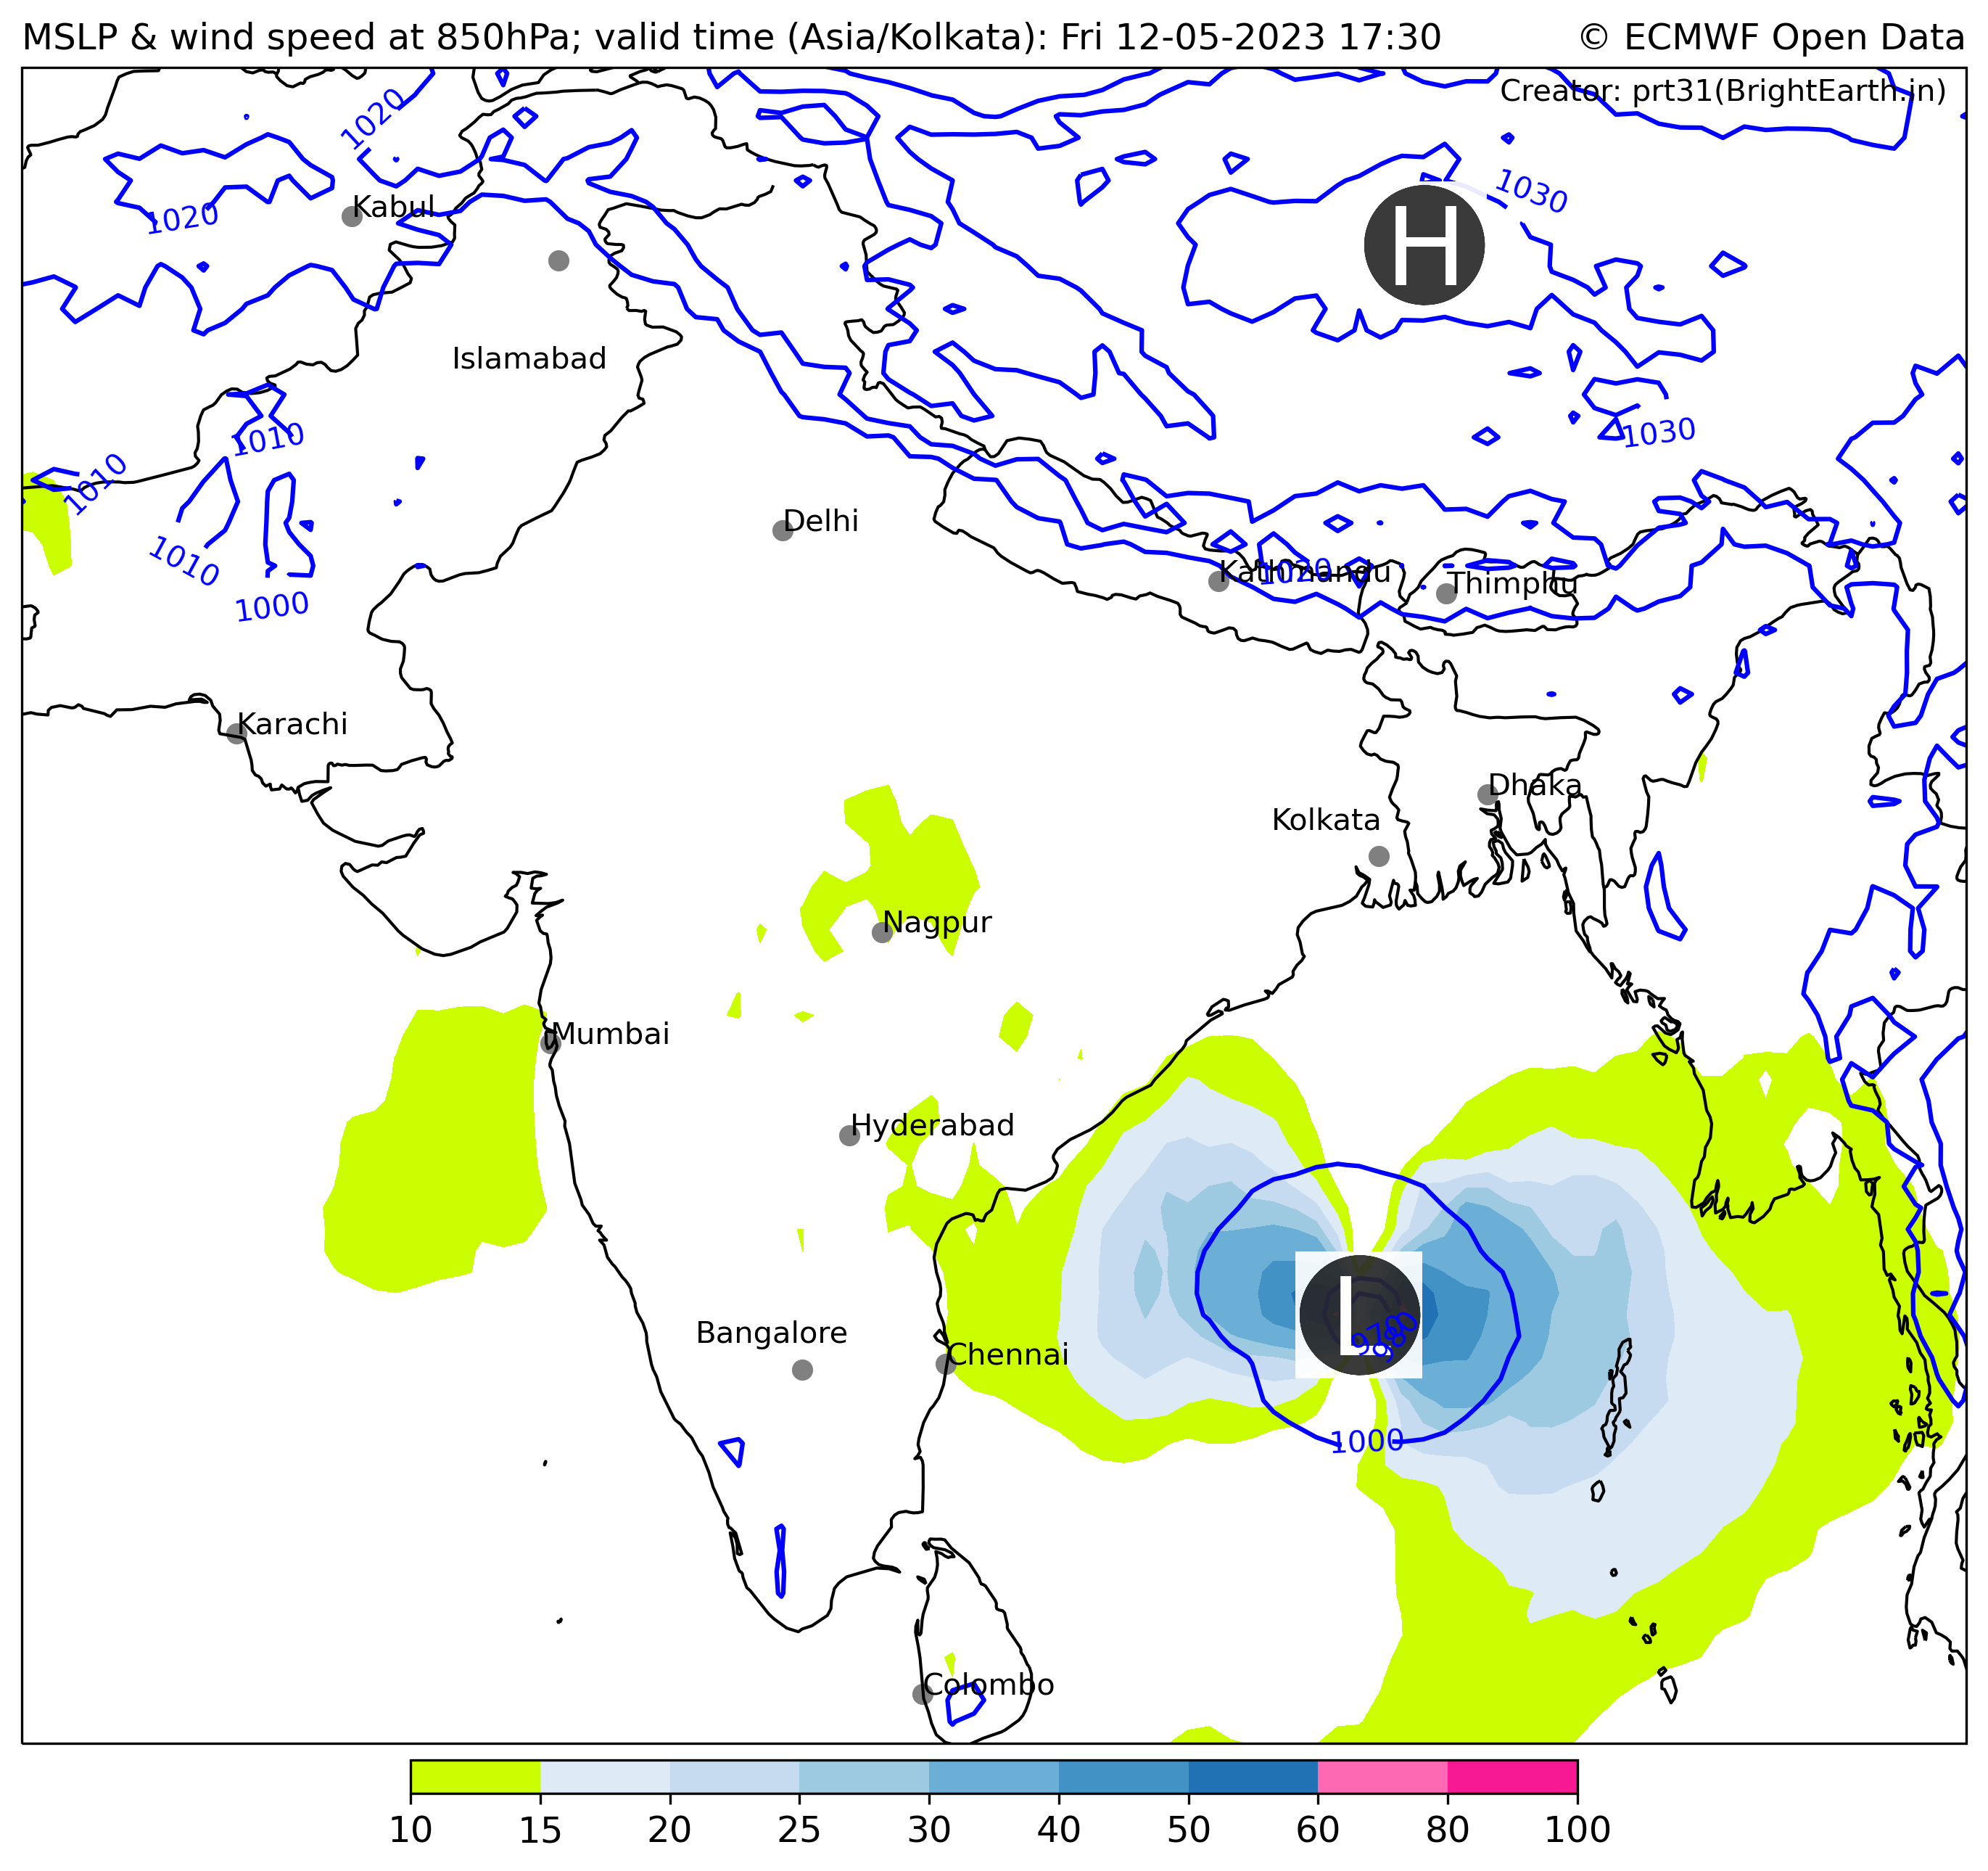 MSLP & wind speed at 850hPa; valid time (Asia/Kolkata): Fri 12-05-2023 17:30
© ECMWF Open Data
Creator: prt31(BrightEarth.in)
1020
1030
H
Kabul
1020
Islamabad
1010
1030
1010
Delhi
1010
Kathmandu
1020
Thimphu
1000
Karachi
Dhaka
Kolkata
Nagpur
Mumbai
Hyderabad
L
970
980
Bangalore
Chennai
1000
Colombo
10 15 20 25 30 40 50 60 80 100